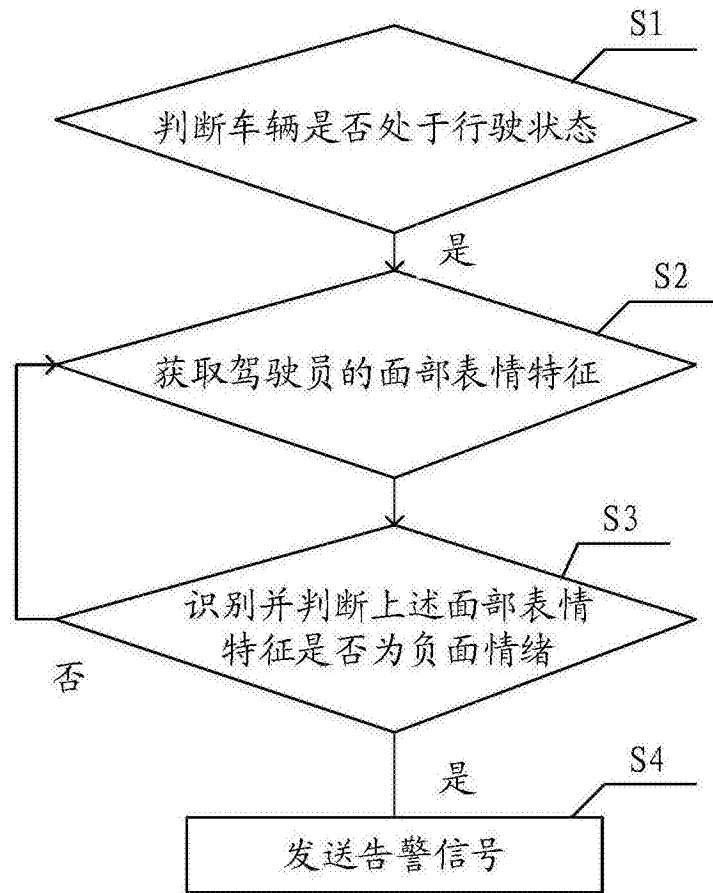 S1
判断车辆是否处于行驶状态
是
S2
获取驾驶员的面部表情特征
S3
识别并判断上述面部表情
特征是否为负面情绪
否
是
S4
发送告警信号